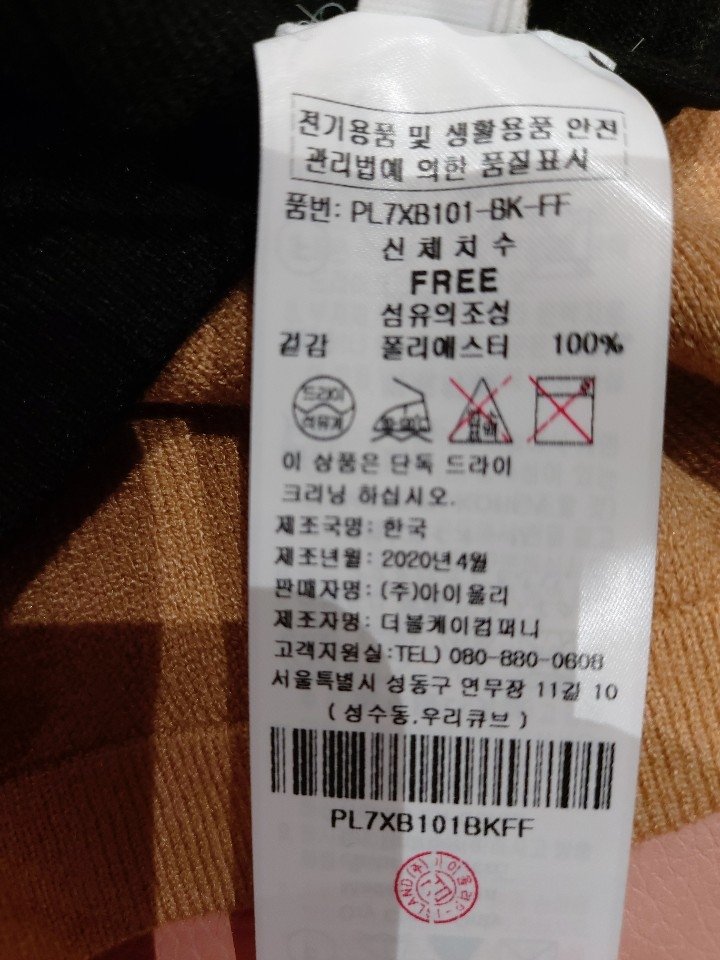 전기용품 및 생활용품 안전
관리법에 의한 품질표시
품번: PL7XB101-BK-FF
신체치수
FREE
섬유의조성
겉감 폴리에스터 100%
드라이
석유계
이 상품은 단독 드라이
크리닝 하십시오.
제조국명: 한국
제조년월: 2020년4월
판매자명: (주)아이올리
제조자명: 더블케이컴퍼니
고객지원실:TEL) 080-880-0608
서울특별시 성동구 연무장 11길 10
( 성수동.우리큐브 )
PL7XB101BKFF